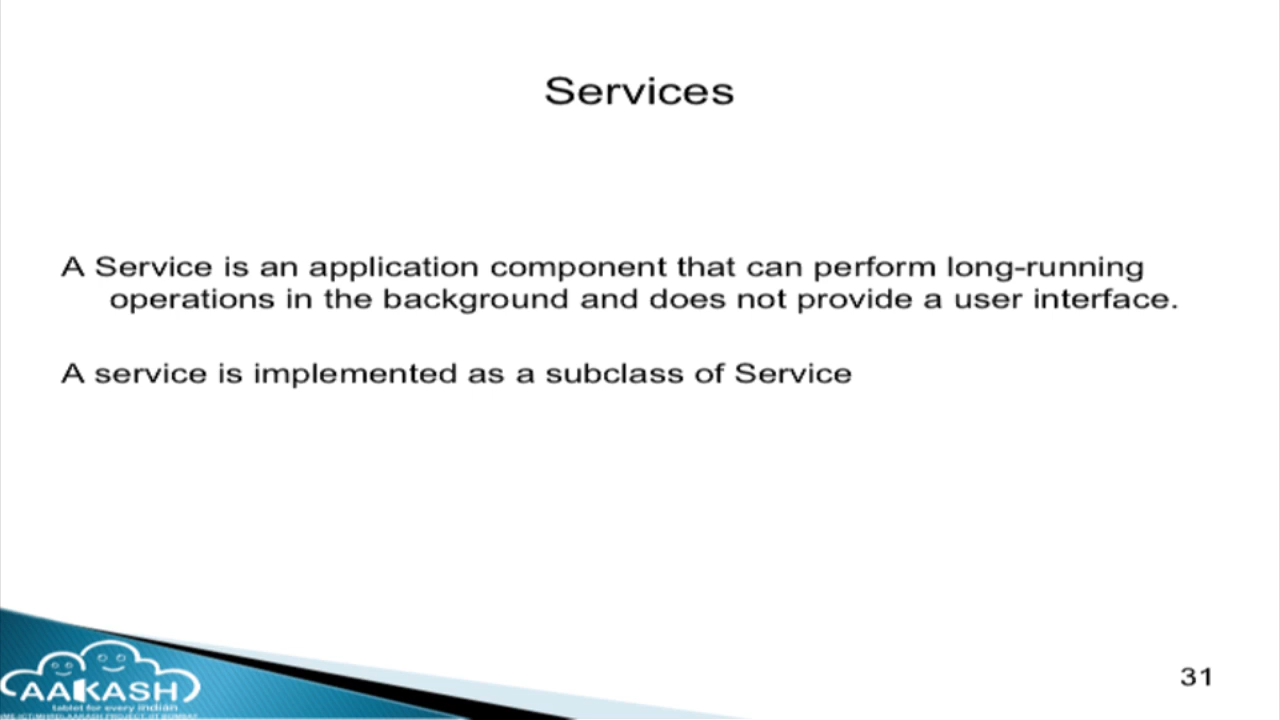 Services
A Service is an application component that can perform long-running
operations in the background and does not provide a user interface.
A service is implemented as a subclass of Service
31
AAKASH
tablet for every indian